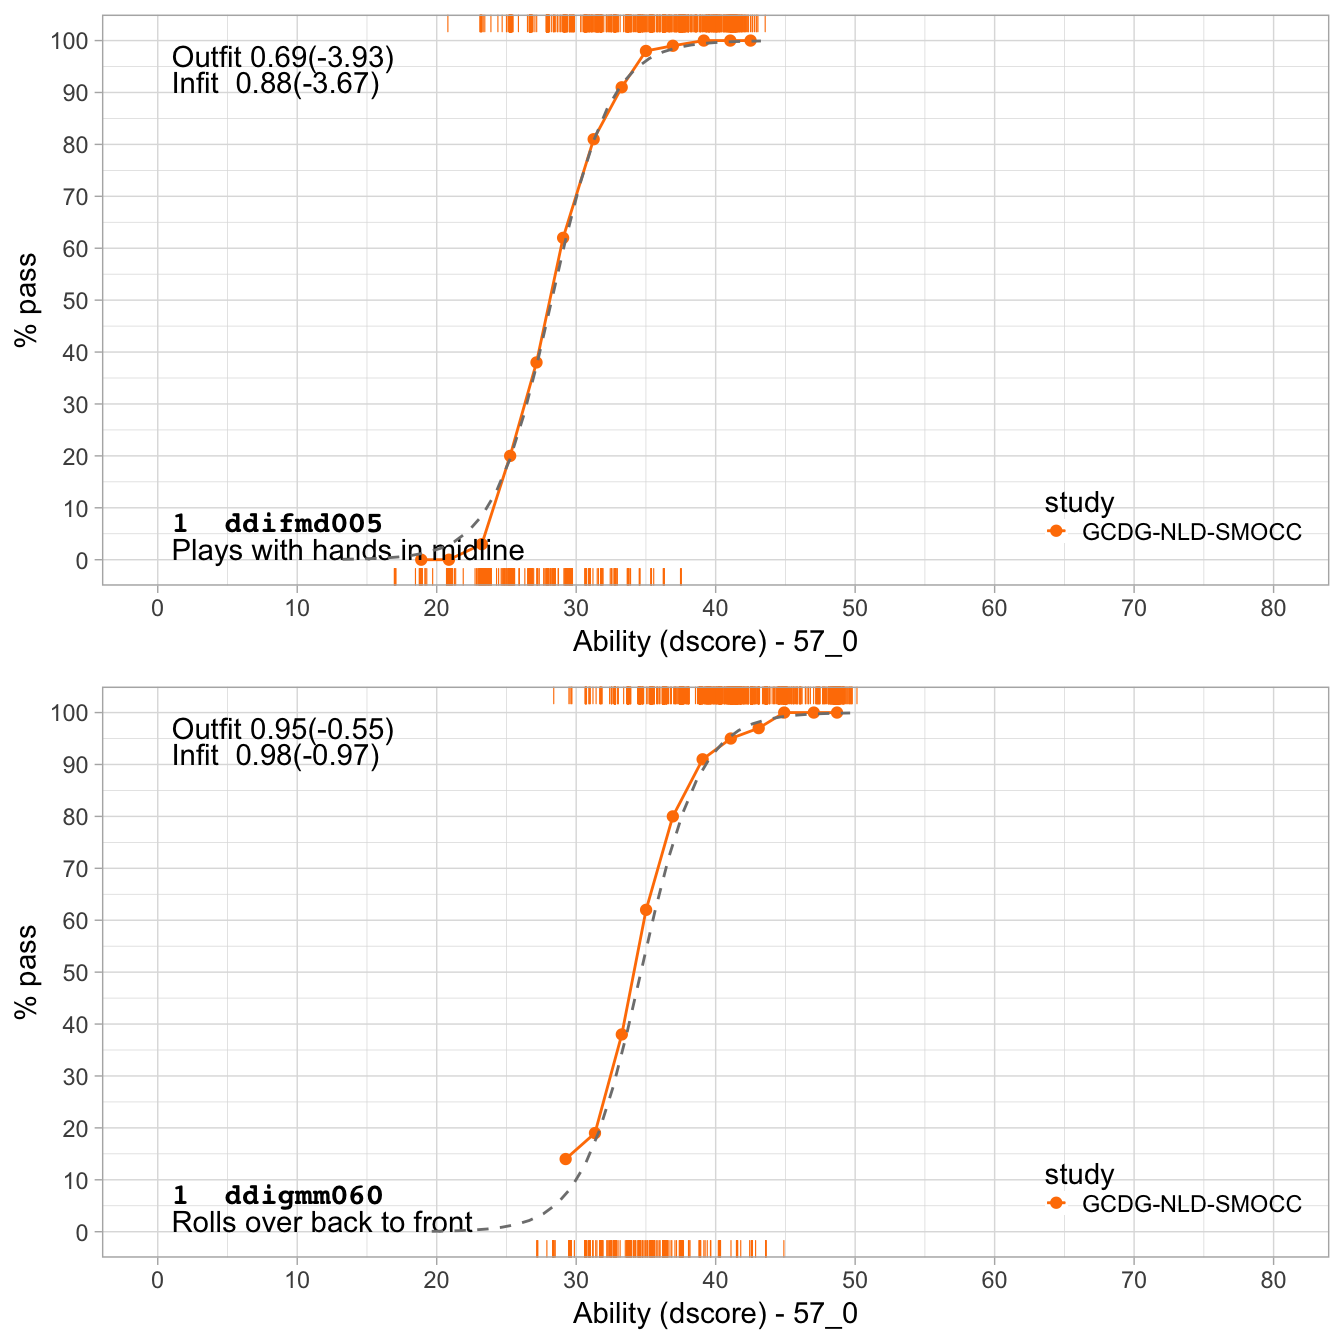 100
90
80
70
60
50
40
30
20
10
0
% pass
Outfit 0.69(-3.93)
Infit  0.88(-3.67)
1  ddifmd005
Plays with hands in midline
study
GCDG-NLD-SMOCC
0 10 20 30 40 50 60 70 80
Ability (dscore) - 57_0
100
90
80
70
60
50
40
30
20
10
0
% pass
Outfit 0.95(-0.55)
Infit  0.98(-0.97)
1  ddigmm060
Rolls over back to front
study
GCDG-NLD-SMOCC
0 10 20 30 40 50 60 70 80
Ability (dscore) - 57_0